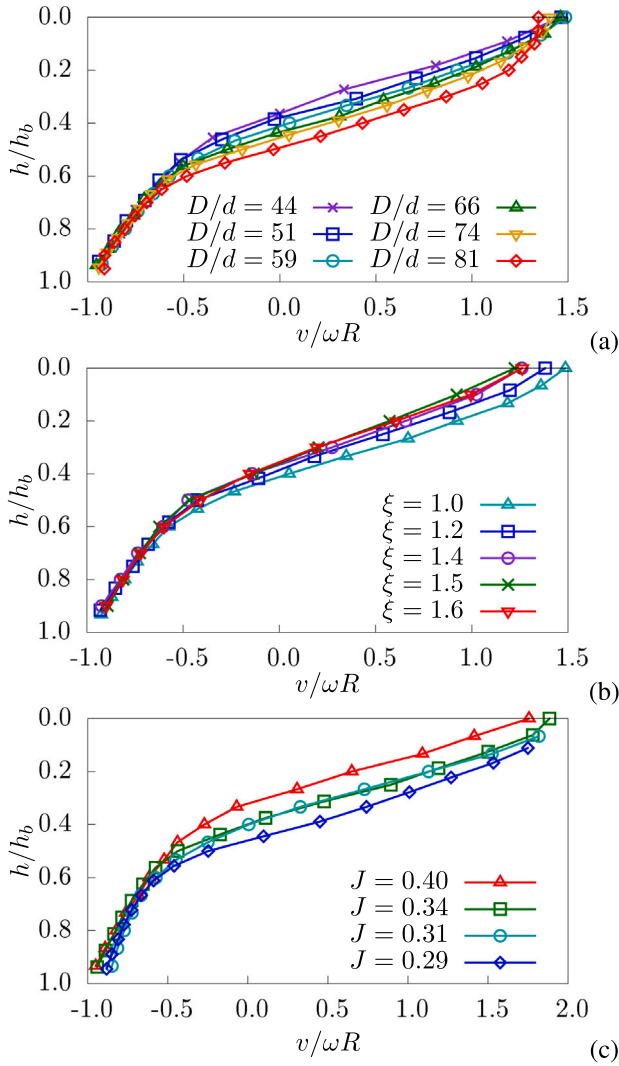 0.0
0.2
0.4
0.6
0.8
1.0
h/h_b
D/d = 44
D/d = 51
D/d = 59
D/d = 66
D/d = 74
D/d = 81
-1.0 -0.5 0.0 0.5 1.0 1.5
v/ωR
(a)
0.0
0.2
0.4
0.6
0.8
1.0
h/h_b
ξ = 1.0
ξ = 1.2
ξ = 1.4
ξ = 1.5
ξ = 1.6
-1.0 -0.5 0.0 0.5 1.0 1.5
v/ωR
(b)
0.0
0.2
0.4
0.6
0.8
1.0
h/h_b
J = 0.40
J = 0.34
J = 0.31
J = 0.29
-1.0 -0.5 0.0 0.5 1.0 1.5 2.0
v/ωR
(c)